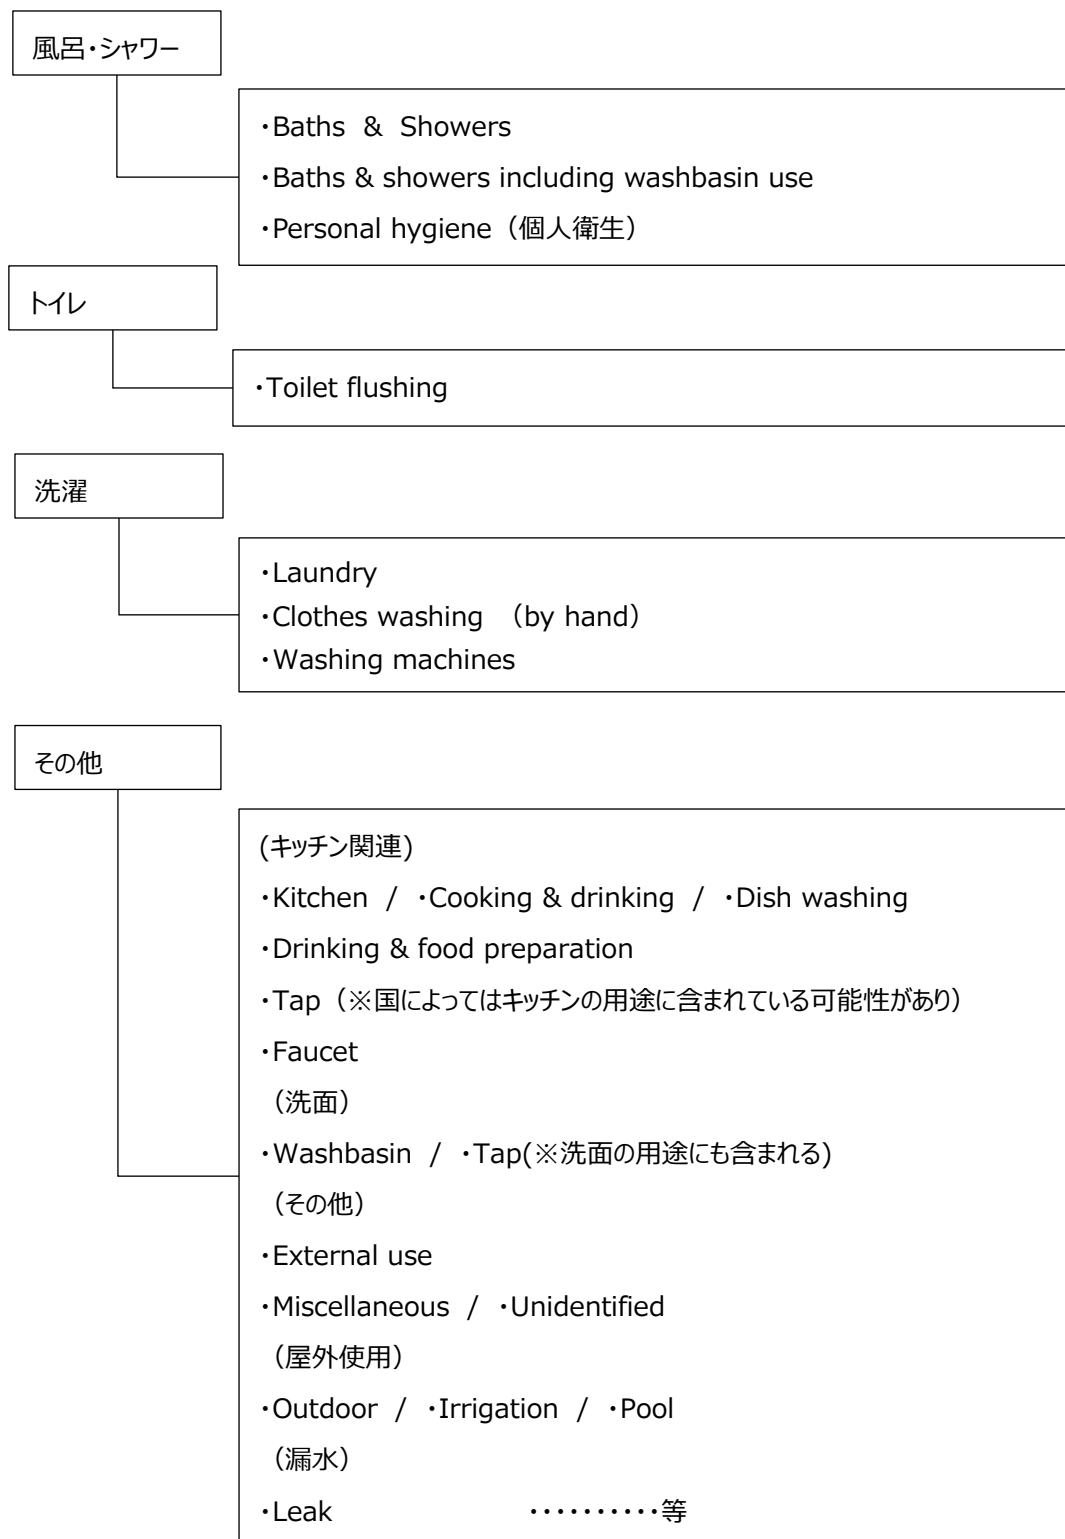 風呂・シャワー
・Baths & Showers
・Baths & showers including washbasin use
・Personal hygiene（個人衛生）
トイレ
・Toilet flushing
洗濯
・Laundry
・Clothes washing （by hand）
・Washing machines
その他
(キッチン関連)
・Kitchen / ・Cooking & drinking / ・Dish washing
・Drinking & food preparation
・Tap（※国によってはキッチンの用途に含まれている可能性があり）
・Faucet
（洗面）
・Washbasin / ・Tap(※洗面の用途にも含まれる)
（その他）
・External use
・Miscellaneous / ・Unidentified
（屋外使用）
・Outdoor / ・Irrigation / ・Pool
（漏水）
・Leak ・・・・・・・・・・等